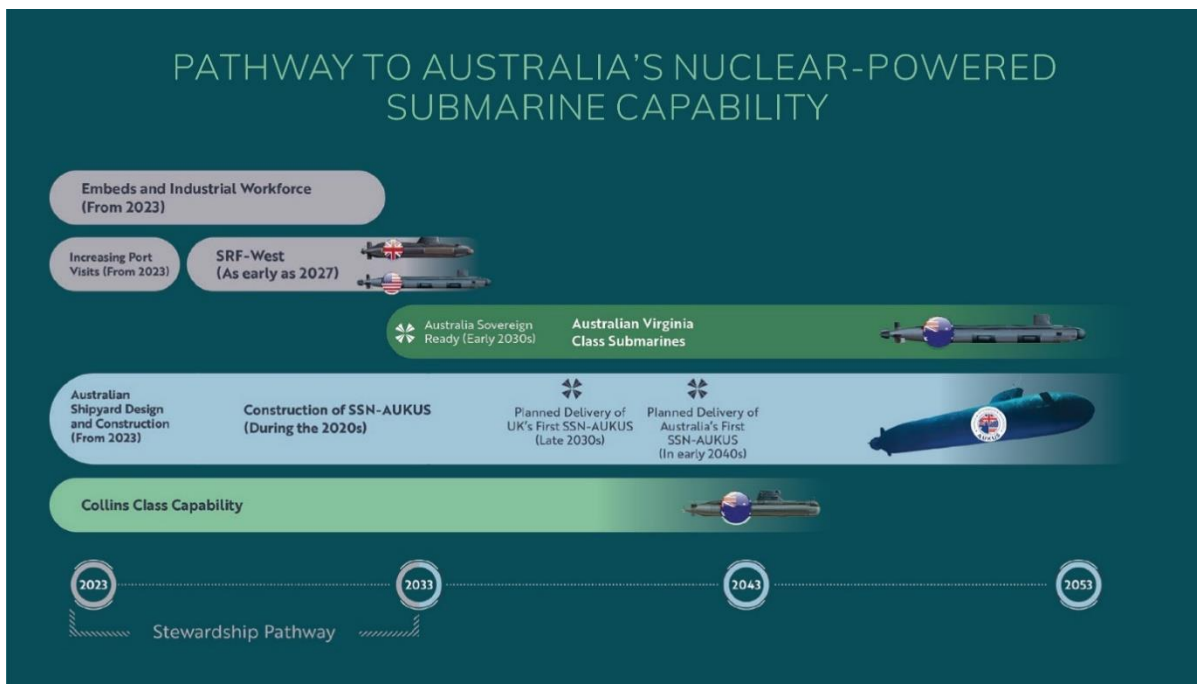 PATHWAY TO AUSTRALIA'S NUCLEAR-POWERED
SUBMARINE CAPABILITY
Embeds and Industrial Workforce
(From 2023)
Increasing Port
Visits (From 2023)
SRF-West
(As early as 2027)
Australia Sovereign
Ready (Early 2030s)
Australian Virginia
Class Submarines
Australian
Shipyard Design
and Construction
(From 2023)
Construction of SSN-AUKUS
(During the 2020s)
Planned Delivery of
UK's First SSN-AUKUS
(Late 2030s)
Planned Delivery of
Australia's First
SSN-AUKUS
(In early 2040s)
AUKUS
Collins Class Capability
2023
2033
2043
2053
Stewardship Pathway